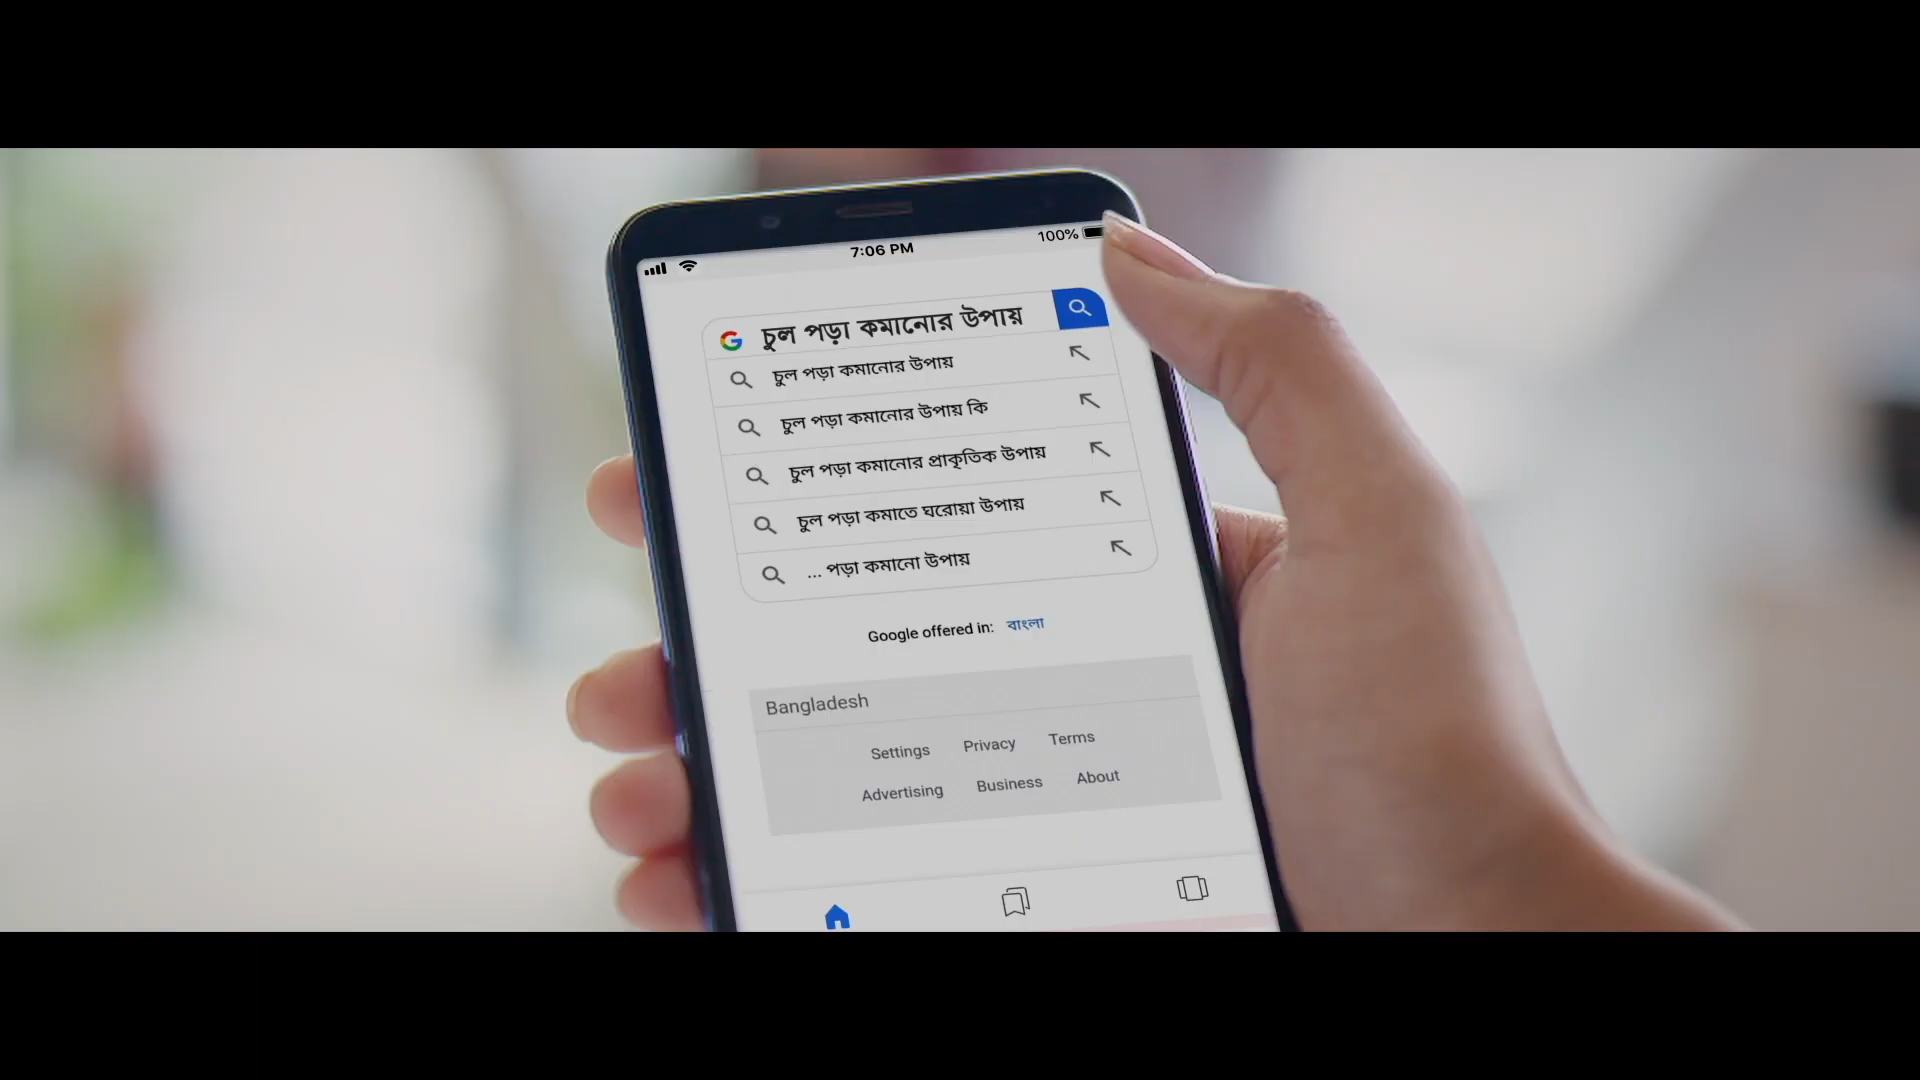 7:06 PM 100%
চুল পড়া কমানোর উপায়
চুল পড়া কমানোর উপায়
চুল পড়া কমানোর উপায় কি
চুল পড়া কমানোর প্রাকৃতিক উপায়
চুল পড়া কমাতে ঘরোয়া উপায়
... পড়া কমানো উপায়
Google offered in: বাংলা
Bangladesh
Settings Privacy Terms
Advertising Business About